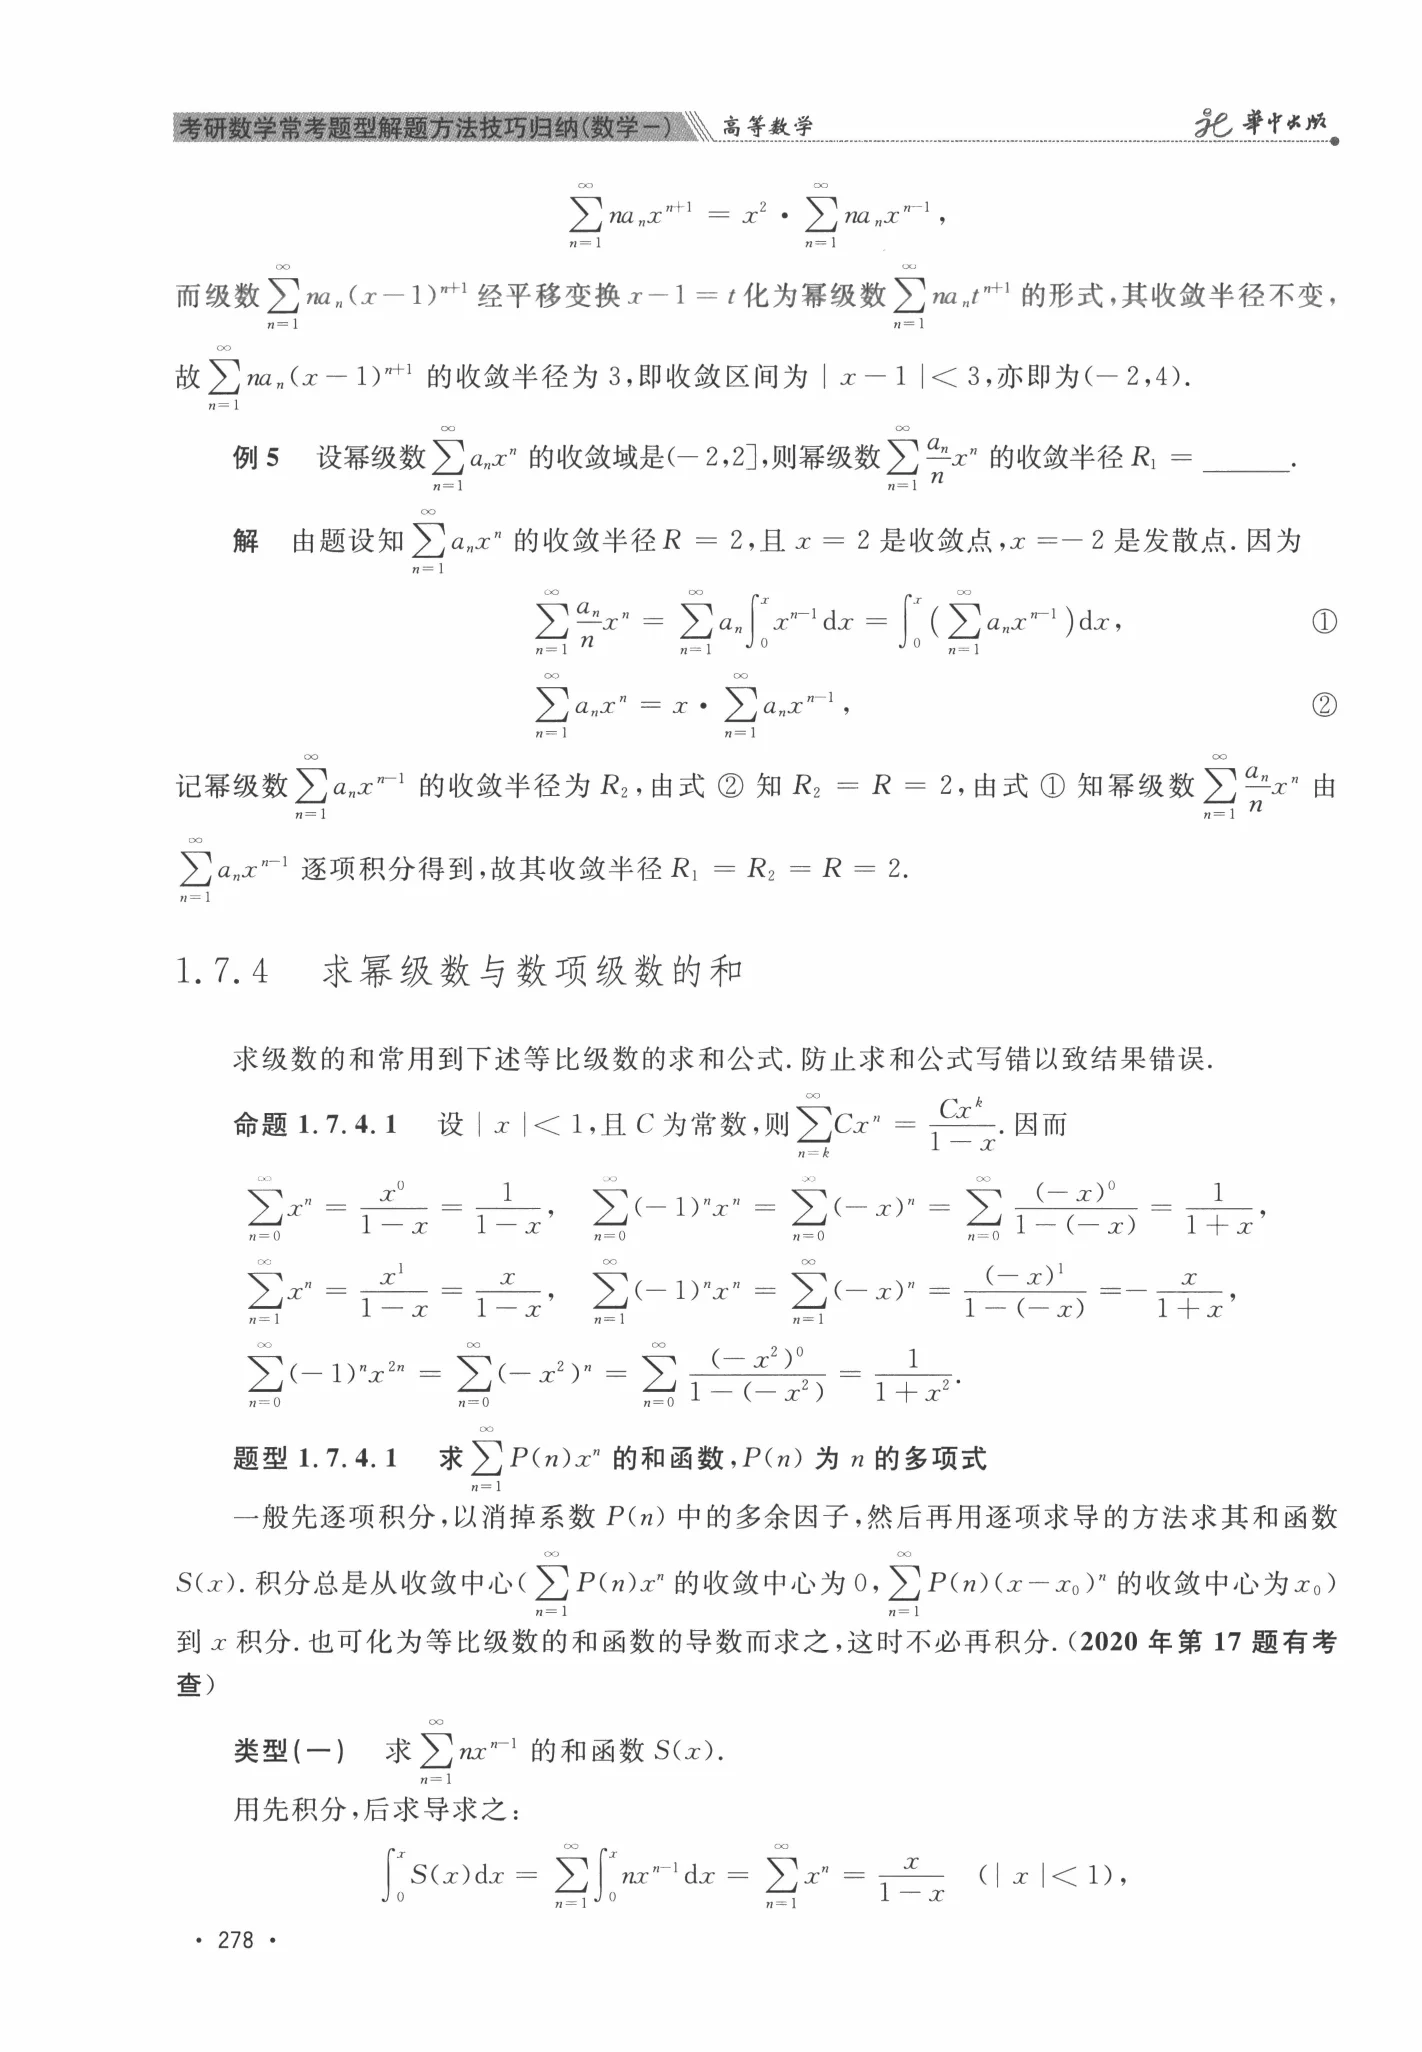 考研数学常考题型解题方法技巧归纳(数学一) 高等数学 华中出版
$\sum_{n=1}^{\infty} na_n x^{n+1} = x^2 \cdot \sum_{n=1}^{\infty} na_n x^{n-1}$,
而级数 $\sum_{n=1}^{\infty} na_n(x-1)^{n+1}$ 经平移变换 $x-1=t$ 化为幂级数 $\sum_{n=1}^{\infty} na_n t^{n+1}$ 的形式,其收敛半径不变,
故 $\sum_{n=1}^{\infty} na_n(x-1)^{n+1}$ 的收敛半径为 3,即收敛区间为 $|x-1|<3$,亦即为(-2,4).
例 5 设幂级数 $\sum_{n=1}^{\infty} a_n x^n$ 的收敛域是(-2,2],则幂级数 $\sum_{n=1}^{\infty} \frac{a_n}{n} x^n$ 的收敛半径 $R_1 =$ ______.
解 由题设知 $\sum_{n=1}^{\infty} a_n x^n$ 的收敛半径 $R=2$,且 $x=2$ 是收敛点,$x=-2$ 是发散点.因为
$\sum_{n=1}^{\infty} \frac{a_n}{n} x^n = \sum_{n=1}^{\infty} a_n \int_0^x x^{n-1} dx = \int_0^x (\sum_{n=1}^{\infty} a_n x^{n-1}) dx$, ①
$\sum_{n=1}^{\infty} a_n x^n = x \cdot \sum_{n=1}^{\infty} a_n x^{n-1}$, ②
记幂级数 $\sum_{n=1}^{\infty} a_n x^{n-1}$ 的收敛半径为 $R_2$,由式 ② 知 $R_2 = R = 2$,由式 ① 知幂级数 $\sum_{n=1}^{\infty} \frac{a_n}{n} x^n$ 由
$\sum_{n=1}^{\infty} a_n x^{n-1}$ 逐项积分得到,故其收敛半径 $R_1 = R_2 = R = 2$.
1.7.4 求幂级数与数项级数的和
求级数的和常用到下述等比级数的求和公式.防止求和公式写错以致结果错误.
命题 1.7.4.1 设 $|x|<1$,且 $C$ 为常数,则 $\sum_{n=k}^{\infty} Cx^n = \frac{Cx^k}{1-x}$.因而
$\sum_{n=0}^{\infty} x^n = \frac{x^0}{1-x} = \frac{1}{1-x}$, $\sum_{n=0}^{\infty} (-1)^n x^n = \sum_{n=0}^{\infty} (-x)^n = \sum_{n=0}^{\infty} \frac{(-x)^0}{1-(-x)} = \frac{1}{1+x}$,
$\sum_{n=1}^{\infty} x^n = \frac{x^1}{1-x} = \frac{x}{1-x}$, $\sum_{n=1}^{\infty} (-1)^n x^n = \sum_{n=1}^{\infty} (-x)^n = \frac{(-x)^1}{1-(-x)} = -\frac{x}{1+x}$,
$\sum_{n=0}^{\infty} (-1)^n x^{2n} = \sum_{n=0}^{\infty} (-x^2)^n = \sum_{n=0}^{\infty} \frac{(-x^2)^0}{1-(-x^2)} = \frac{1}{1+x^2}$.
题型 1.7.4.1 求 $\sum_{n=1}^{\infty} P(n)x^n$ 的和函数,$P(n)$ 为 $n$ 的多项式
一般先逐项积分,以消掉系数 $P(n)$ 中的多余因子,然后再用逐项求导的方法求其和函数
$S(x)$.积分总是从收敛中心($\sum_{n=1}^{\infty} P(n)x^n$ 的收敛中心为 0,$\sum_{n=1}^{\infty} P(n)(x-x_0)^n$ 的收敛中心为 $x_0$)
到 $x$ 积分.也可化为等比级数的和函数的导数而求之,这时不必再积分.(2020 年第 17 题有考
查)
类型(一) 求 $\sum_{n=1}^{\infty} nx^{n-1}$ 的和函数 $S(x)$.
用先积分,后求导求之:
$\int_0^x S(x)dx = \sum_{n=1}^{\infty} \int_0^x nx^{n-1} dx = \sum_{n=1}^{\infty} x^n = \frac{x}{1-x}$ $(|x|<1)$,
· 278 ·